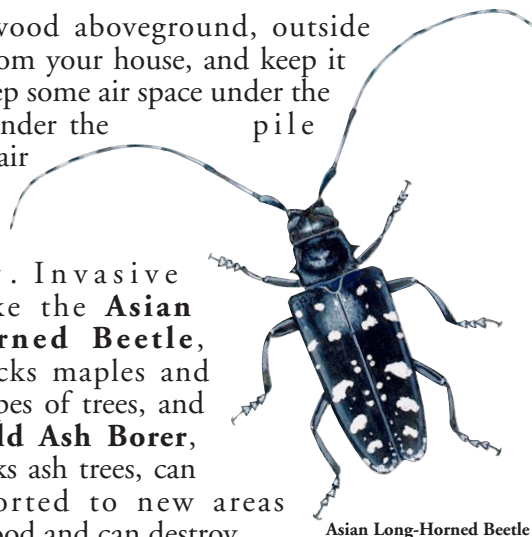 wood aboveground, outside
om your house, and keep it
ep some air space under the
nder the pile
air
. Invasive
ke the Asian
rned Beetle,
cks maples and
pes of trees, and
ld Ash Borer,
ks ash trees, can
orted to new areas
ood and can destroy
Asian Long-Horned Beetle